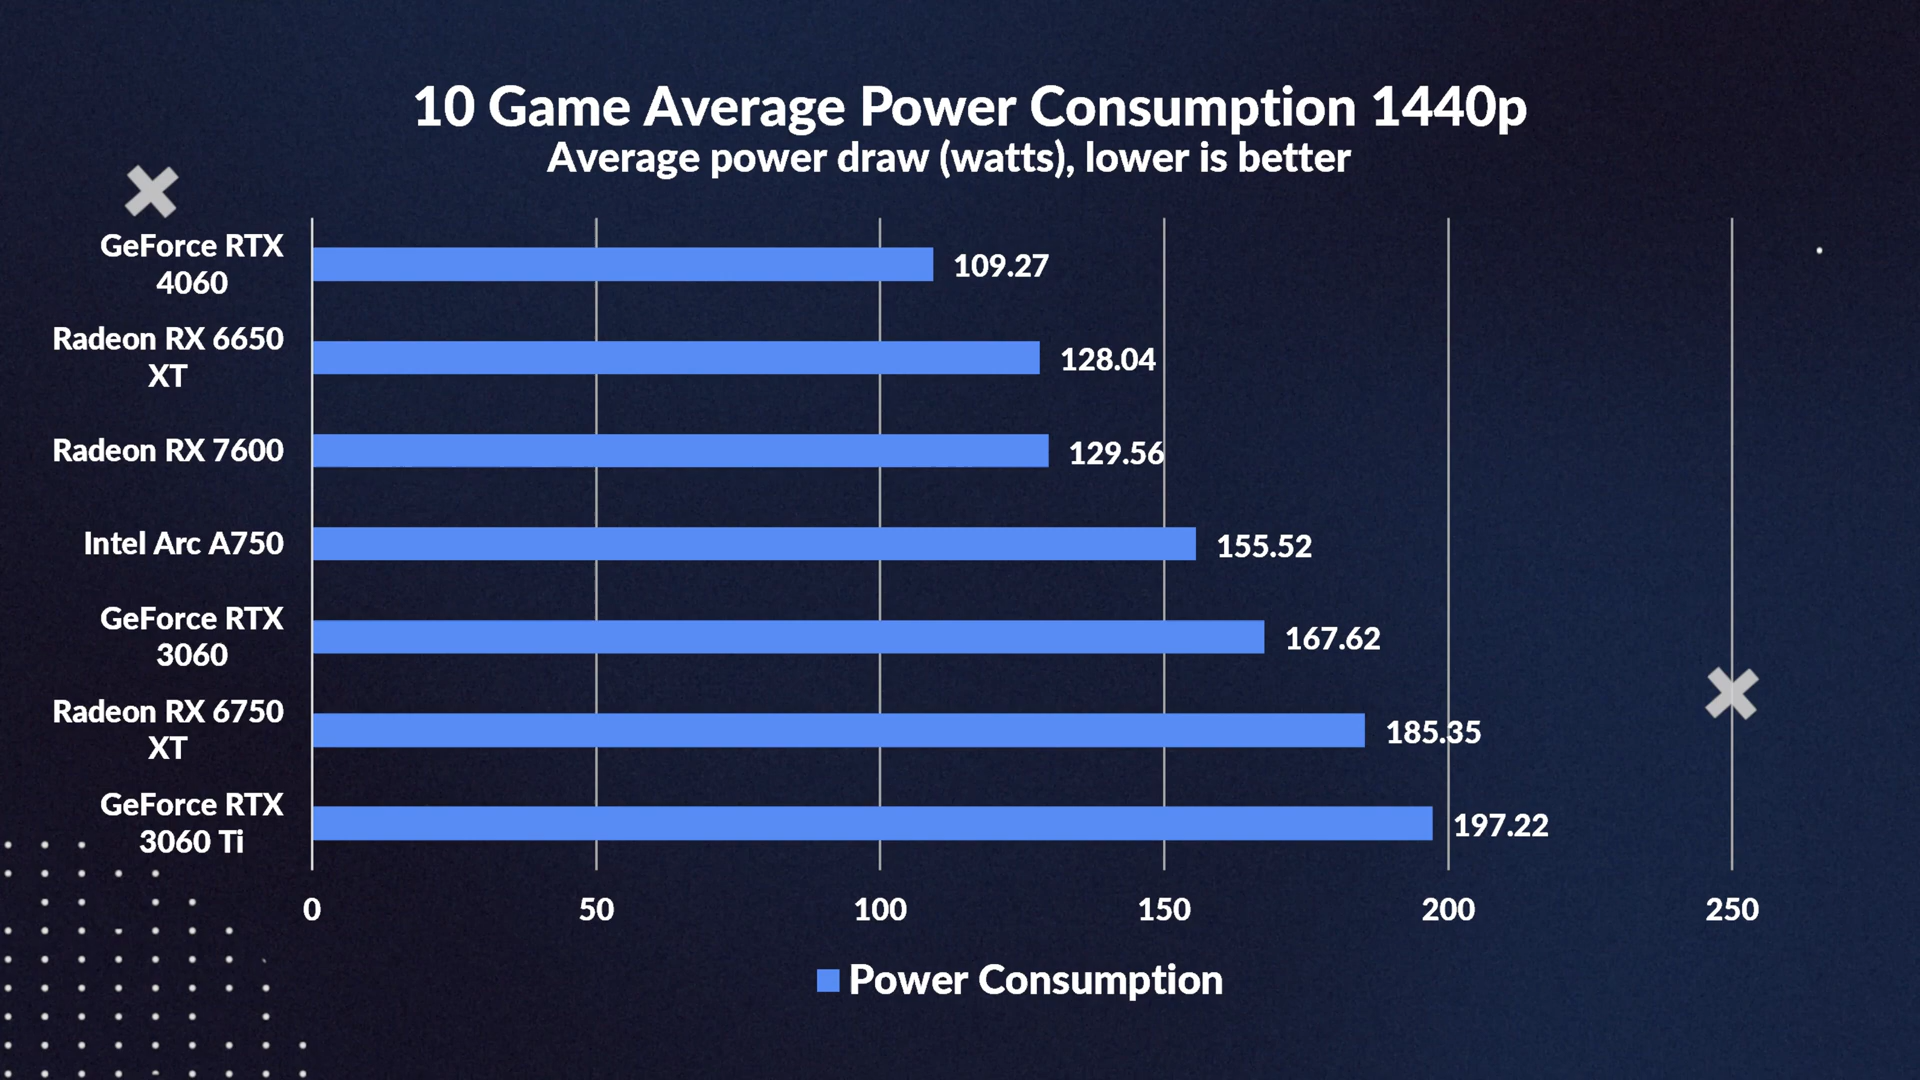 10 Game Average Power Consumption 1440p
Average power draw (watts), lower is better
GeForce RTX
4060
109.27
Radeon RX 6650
XT
128.04
Radeon RX 7600
129.56
Intel Arc A750
155.52
GeForce RTX
3060
167.62
Radeon RX 6750
XT
185.35
GeForce RTX
3060 Ti
197.22
0 50 100 150 200 250
Power Consumption